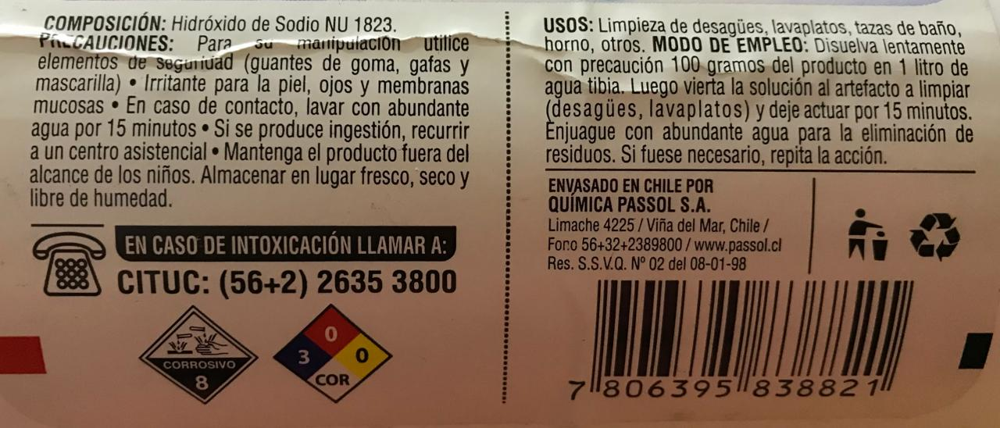 COMPOSICIÓN: Hidróxido de Sodio NU 1823.
PRECAUCIONES: Para su manipulación utilice
elementos de seguridad (guantes de goma, gafas y
mascarilla) • Irritante para la piel, ojos y membranas
mucosas • En caso de contacto, lavar con abundante
agua por 15 minutos • Si se produce ingestión, recurrir
a un centro asistencial • Mantenga el producto fuera del
alcance de los niños. Almacenar en lugar fresco, seco y
libre de humedad.
EN CASO DE INTOXICACIÓN LLAMAR A:
CITUC: (56+2) 2635 3800
CORROSIVO
8
0
3
0
COR
USOS: Limpieza de desagües, lavaplatos, tazas de baño,
horno, otros. MODO DE EMPLEO: Disuelva lentamente
con precaución 100 gramos del producto en 1 litro de
agua tibia. Luego vierta la solución al artefacto a limpiar
(desagües, lavaplatos) y deje actuar por 15 minutos.
Enjuague con abundante agua para la eliminación de
residuos. Si fuese necesario, repita la acción.
ENVASADO EN CHILE POR
QUÍMICA PASSOL S.A.
Limache 4225 / Viña del Mar, Chile /
Fono 56+32+2389800 / www.passol.cl
Res. S.S.V.Q. Nº 02 del 08-01-98
7 806395 838821